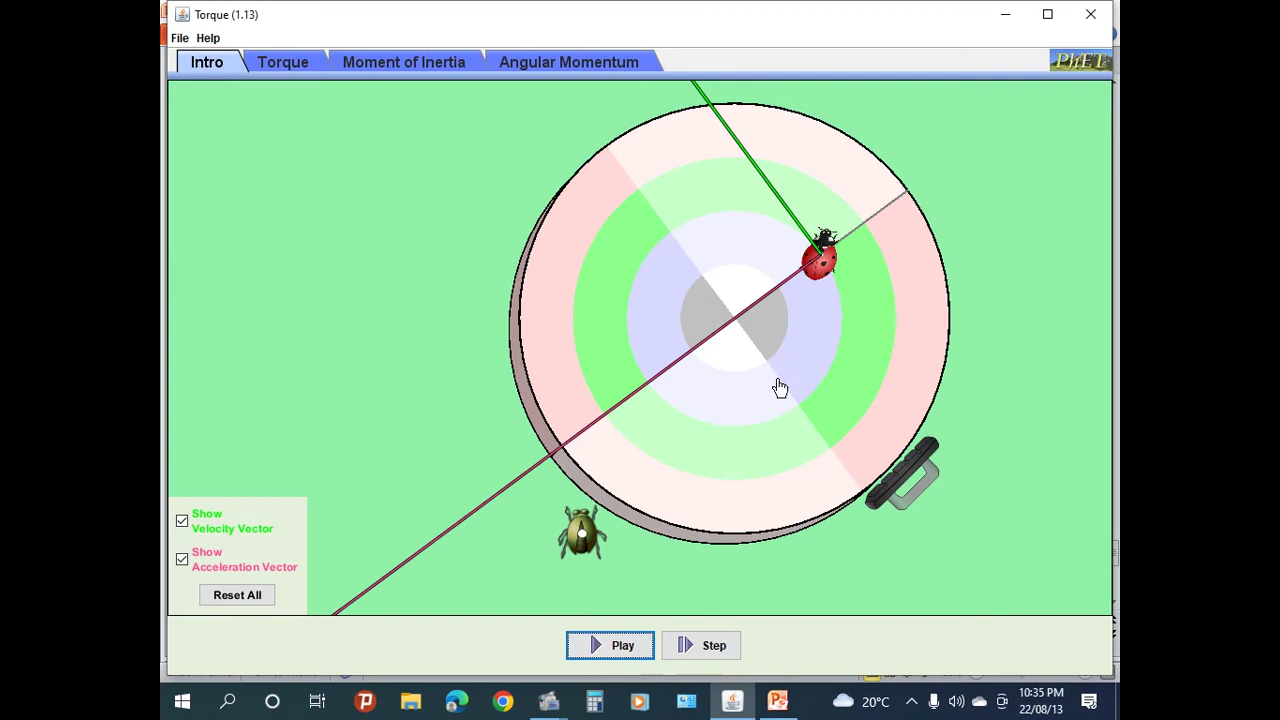 Torque (1.13)
File Help
Intro Torque Moment of Inertia Angular Momentum
PhET
Show
Velocity Vector
Show
Acceleration Vector
Reset All
Play Step
20°C
10:35 PM
22/08/13